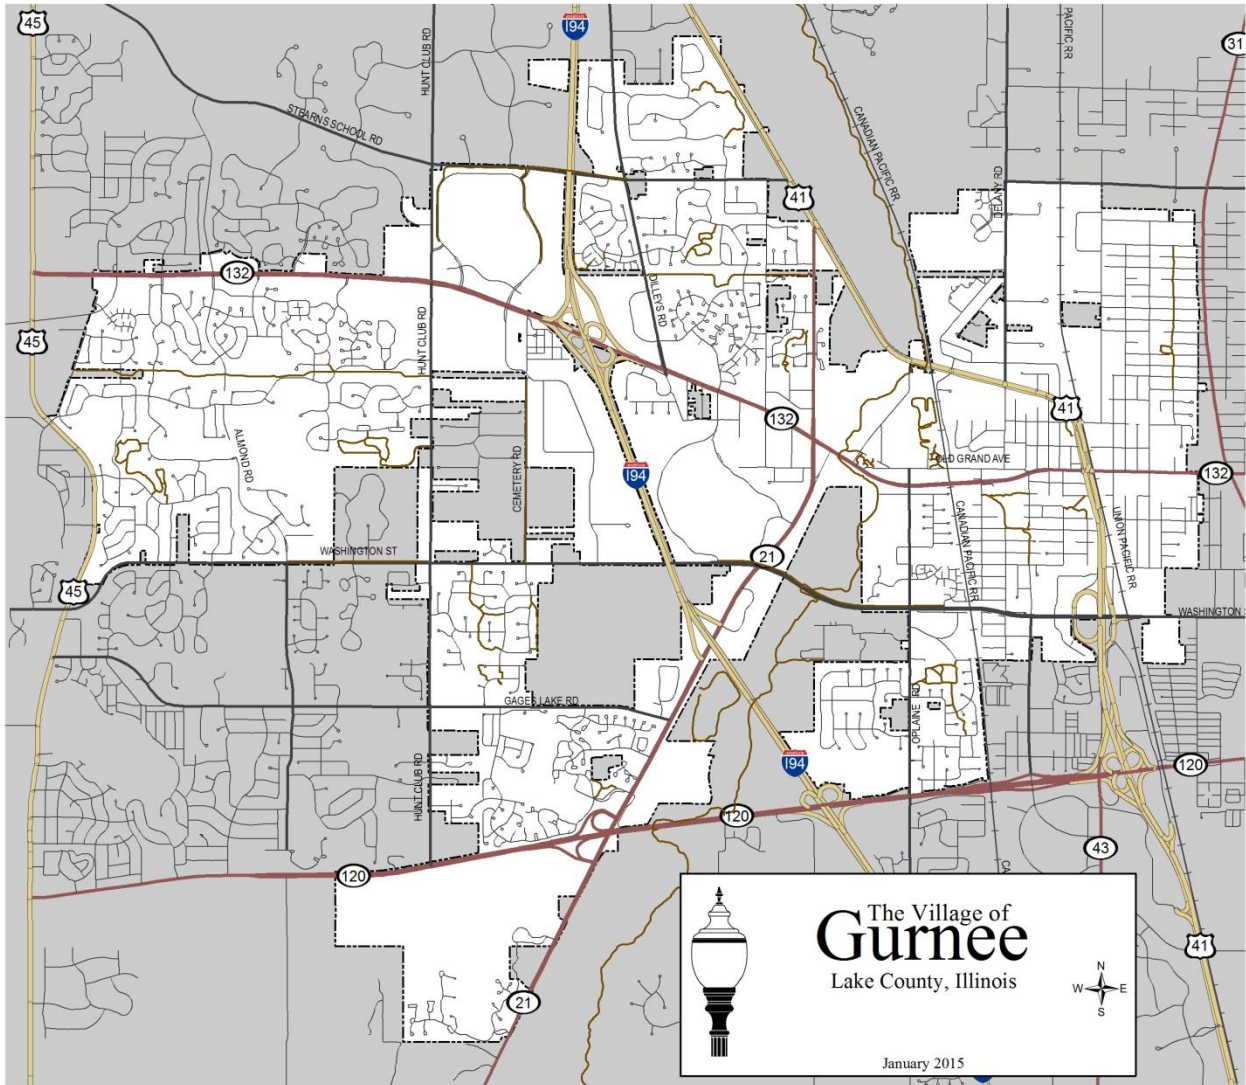 45
I94
PACIFIC RR
31
HUNT CLUB RD
STEARNS SCHOOL RD
CANADIAN PACIFIC RR
41
DELANY RD
132
DILLEYS RD
45
HUNT CLUB RD
41
132
ALMOND RD
OLD GRAND AVE
I94
132
CEMETERY RD
CANADIAN PACIFIC RR
UNION PACIFIC RR
WASHINGTON ST
21
45
WASHINGTON
GAGES LAKE RD
OPLAINE RD
HUNT CLUB RD
I94
120
120
43
120
CA
41
21
The Village of
Gurnee
Lake County, Illinois
N
W E
S
January 2015